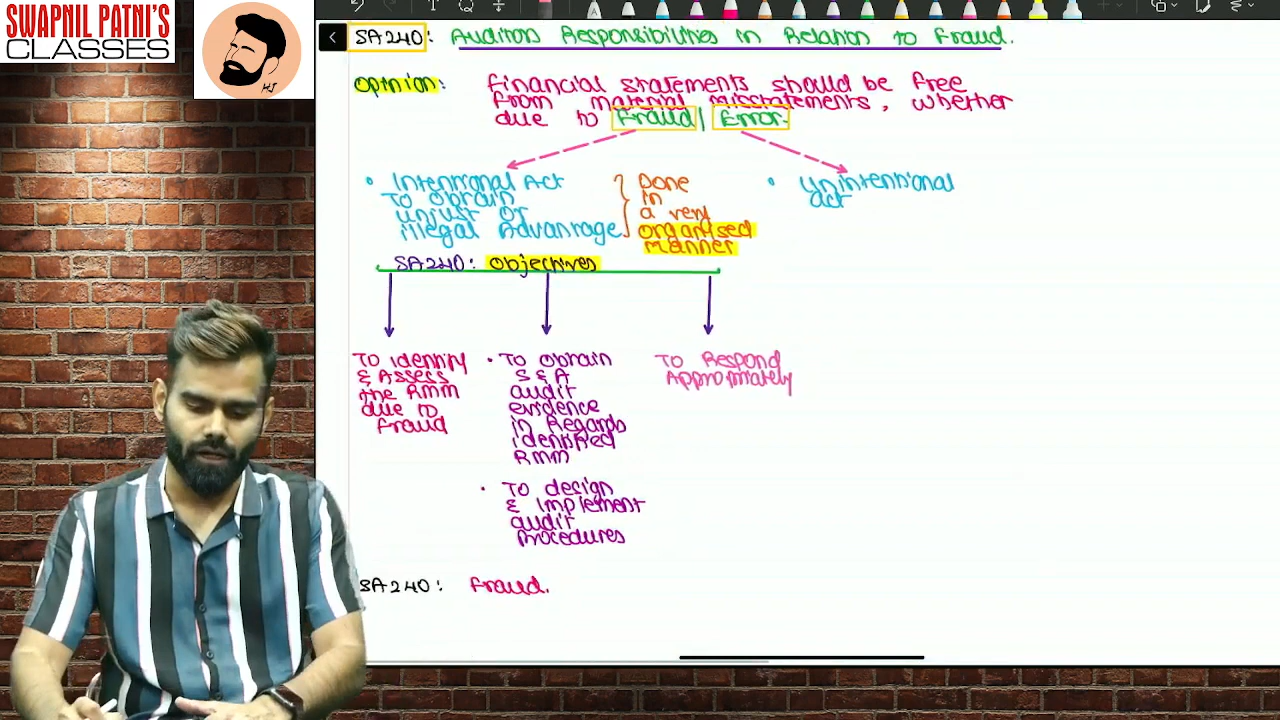 SWAPNIL PATNI'S
CLASSES
SA240: Auditors Responsibilities in Relation to Fraud.
Opinion: Financial statements should be free
from material misstatements, whether
due to Fraud / Error.
• Intentional Act
to obtain
unjust or
illegal Advantage
Done
in
a very
organised
manner
• unintentional
act
SA240: Objectives
To identify
& Assess
the RMM
due to
fraud
• To obtain
S & A
audit
evidence
in Regards
identified
RMM
• To design
& implement
audit
procedures
To Respond
Appropriately
SA240: Fraud.